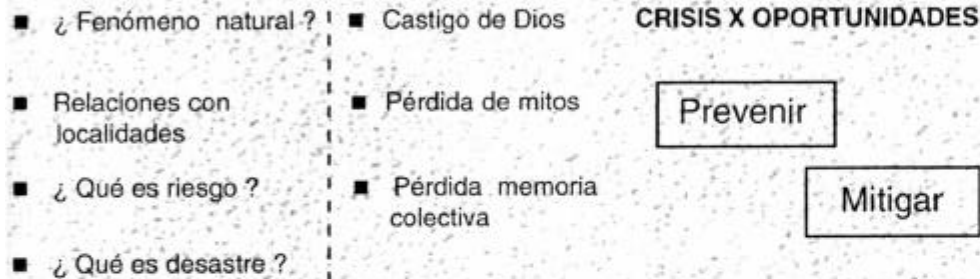 ■ ¿ Fenómeno natural ?
■ Relaciones con
localidades
■ ¿ Qué es riesgo ?
■ ¿ Qué es desastre ?
■ Castigo de Dios
■ Pérdida de mitos
■ Pérdida memoria
colectiva
CRISIS X OPORTUNIDADES
Prevenir
Mitigar